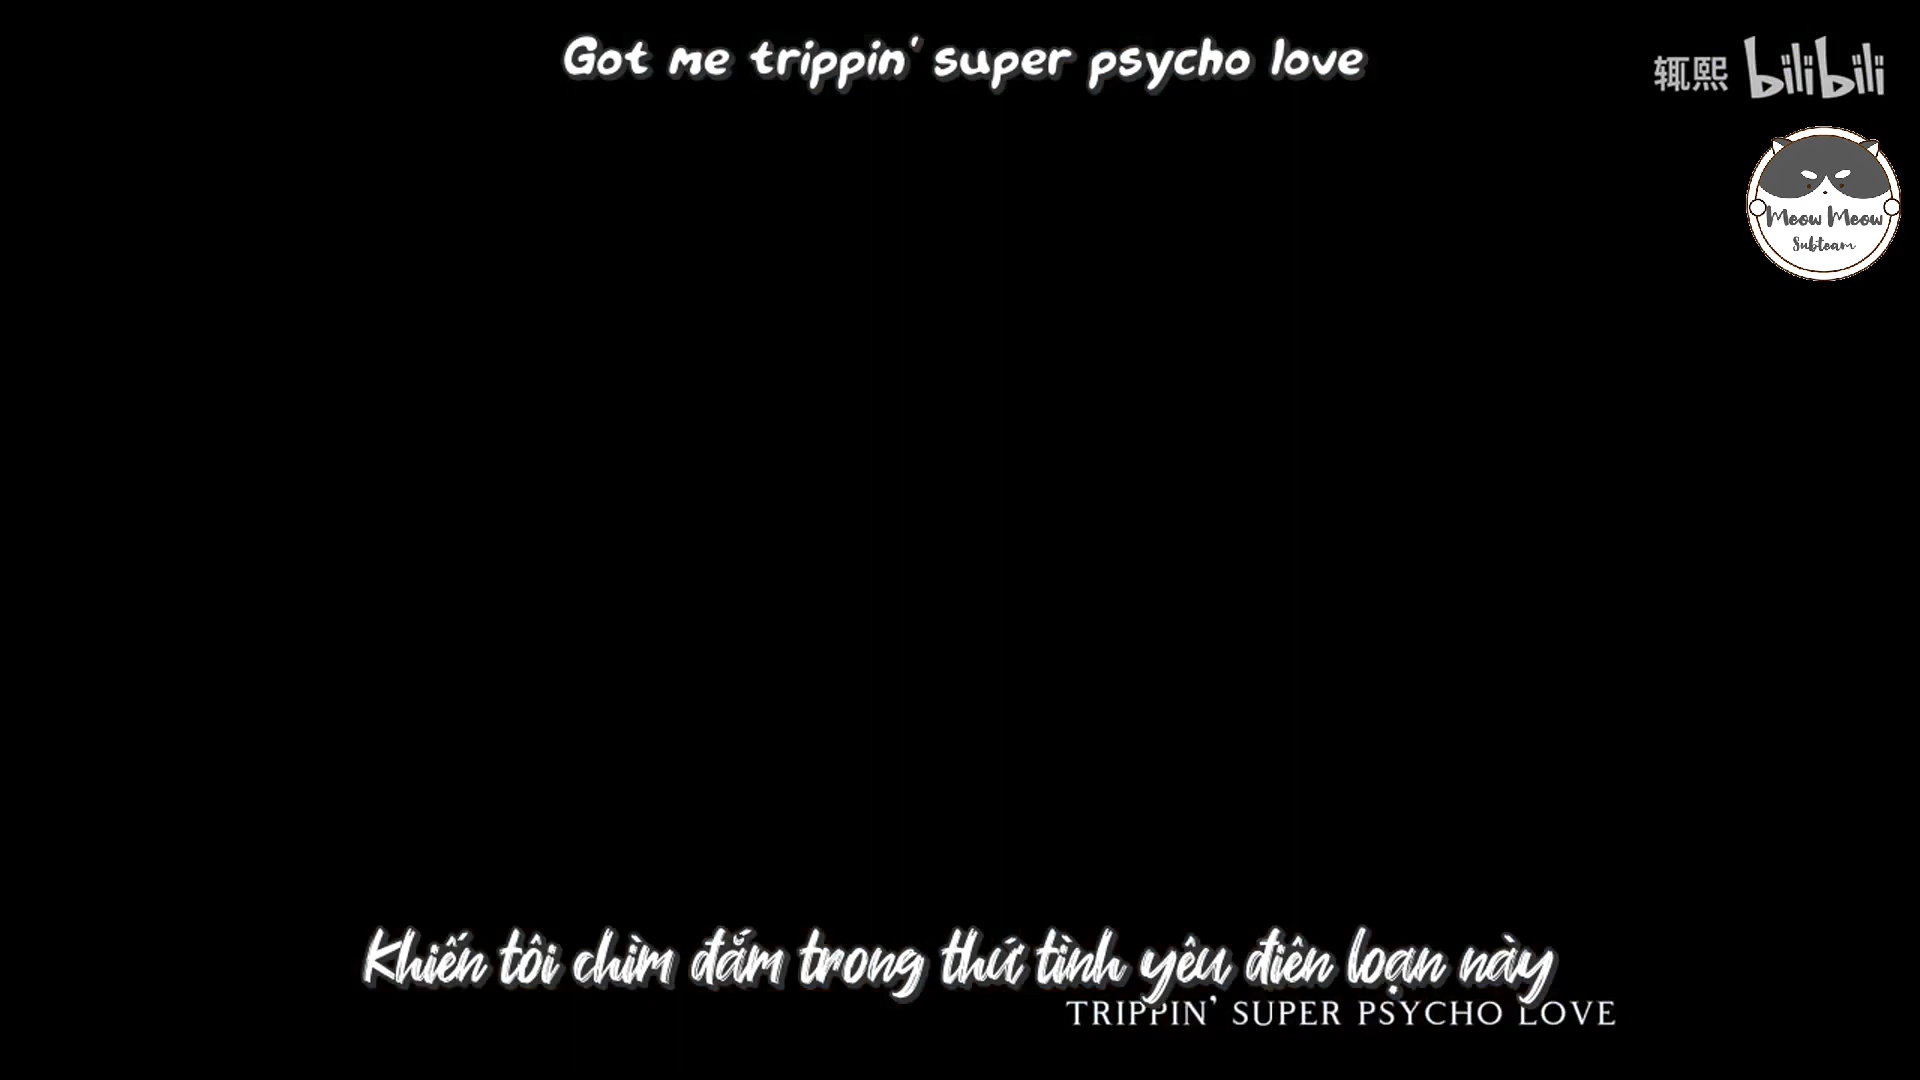 Got me trippin' super psycho love
辄熙 bilibili
Meow Meow
Subteam
Khiến tôi chìm đắm trong thứ tình yêu điên loạn này
TRIPPIN' SUPER PSYCHO LOVE